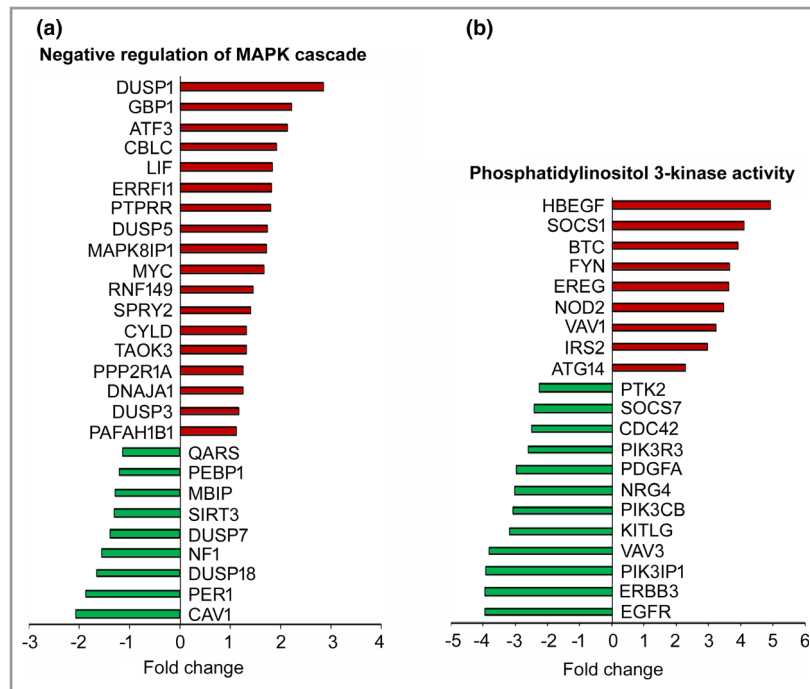 (a)
Negative regulation of MAPK cascade
DUSP1
GBP1
ATF3
CBLC
LIF
ERRFI1
PTPRR
DUSP5
MAPK8IP1
MYC
RNF149
SPRY2
CYLD
TAOK3
PPP2R1A
DNAJA1
DUSP3
PAFAH1B1
QARS
PEBP1
MBIP
SIRT3
DUSP7
NF1
DUSP18
PER1
CAV1
-3 -2 -1 0 1 2 3 4
Fold change
(b)
Phosphatidylinositol 3-kinase activity
HBEGF
SOCS1
BTC
FYN
EREG
NOD2
VAV1
IRS2
ATG14
PTK2
SOCS7
CDC42
PIK3R3
PDGFA
NRG4
PIK3CB
KITLG
VAV3
PIK3IP1
ERBB3
EGFR
-5 -4 -3 -2 -1 0 1 2 3 4 5 6
Fold change